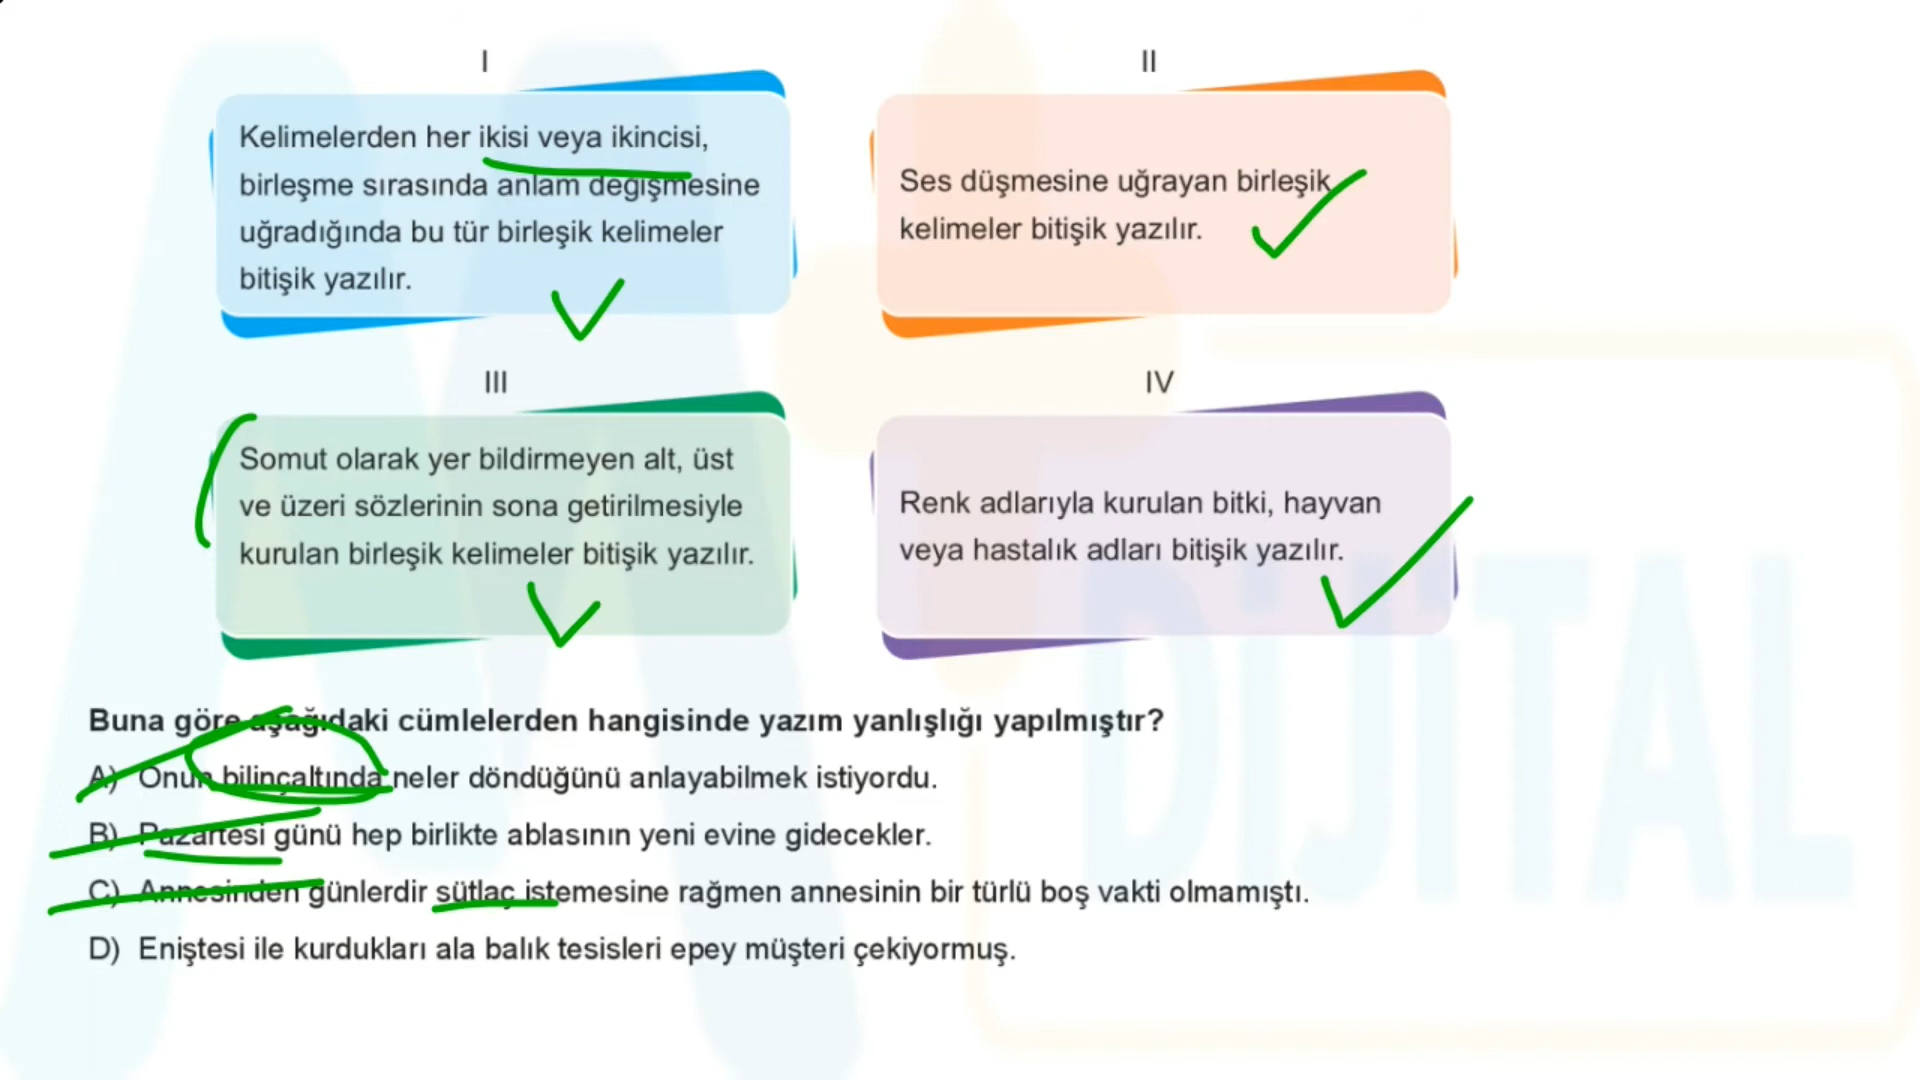 I
Kelimelerden her ikisi veya ikincisi,
birleşme sırasında anlam değişmesine
uğradığında bu tür birleşik kelimeler
bitişik yazılır.
II
Ses düşmesine uğrayan birleşik
kelimeler bitişik yazılır.
III
Somut olarak yer bildirmeyen alt, üst
ve üzeri sözlerinin sona getirilmesiyle
kurulan birleşik kelimeler bitişik yazılır.
IV
Renk adlarıyla kurulan bitki, hayvan
veya hastalık adları bitişik yazılır.
Buna göre aşağıdaki cümlelerden hangisinde yazım yanlışlığı yapılmıştır?
A) Onun bilinçaltında neler döndüğünü anlayabilmek istiyordu.
B) Pazartesi günü hep birlikte ablasının yeni evine gidecekler.
C) Annesinden günlerdir sütlaç istemesine rağmen annesinin bir türlü boş vakti olmamıştı.
D) Eniştesi ile kurdukları ala balık tesisleri epey müşteri çekiyormuş.
DİJİTAL